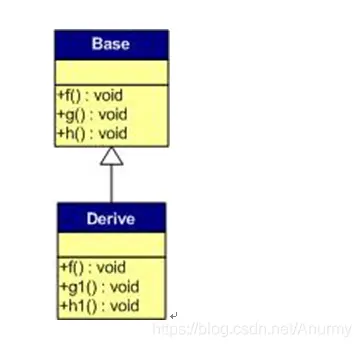 Base
+f() : void
+g() : void
+h() : void
Derive
+f() : void
+g1() : void
+h1() : void
https://blog.csdn.net/Anumy